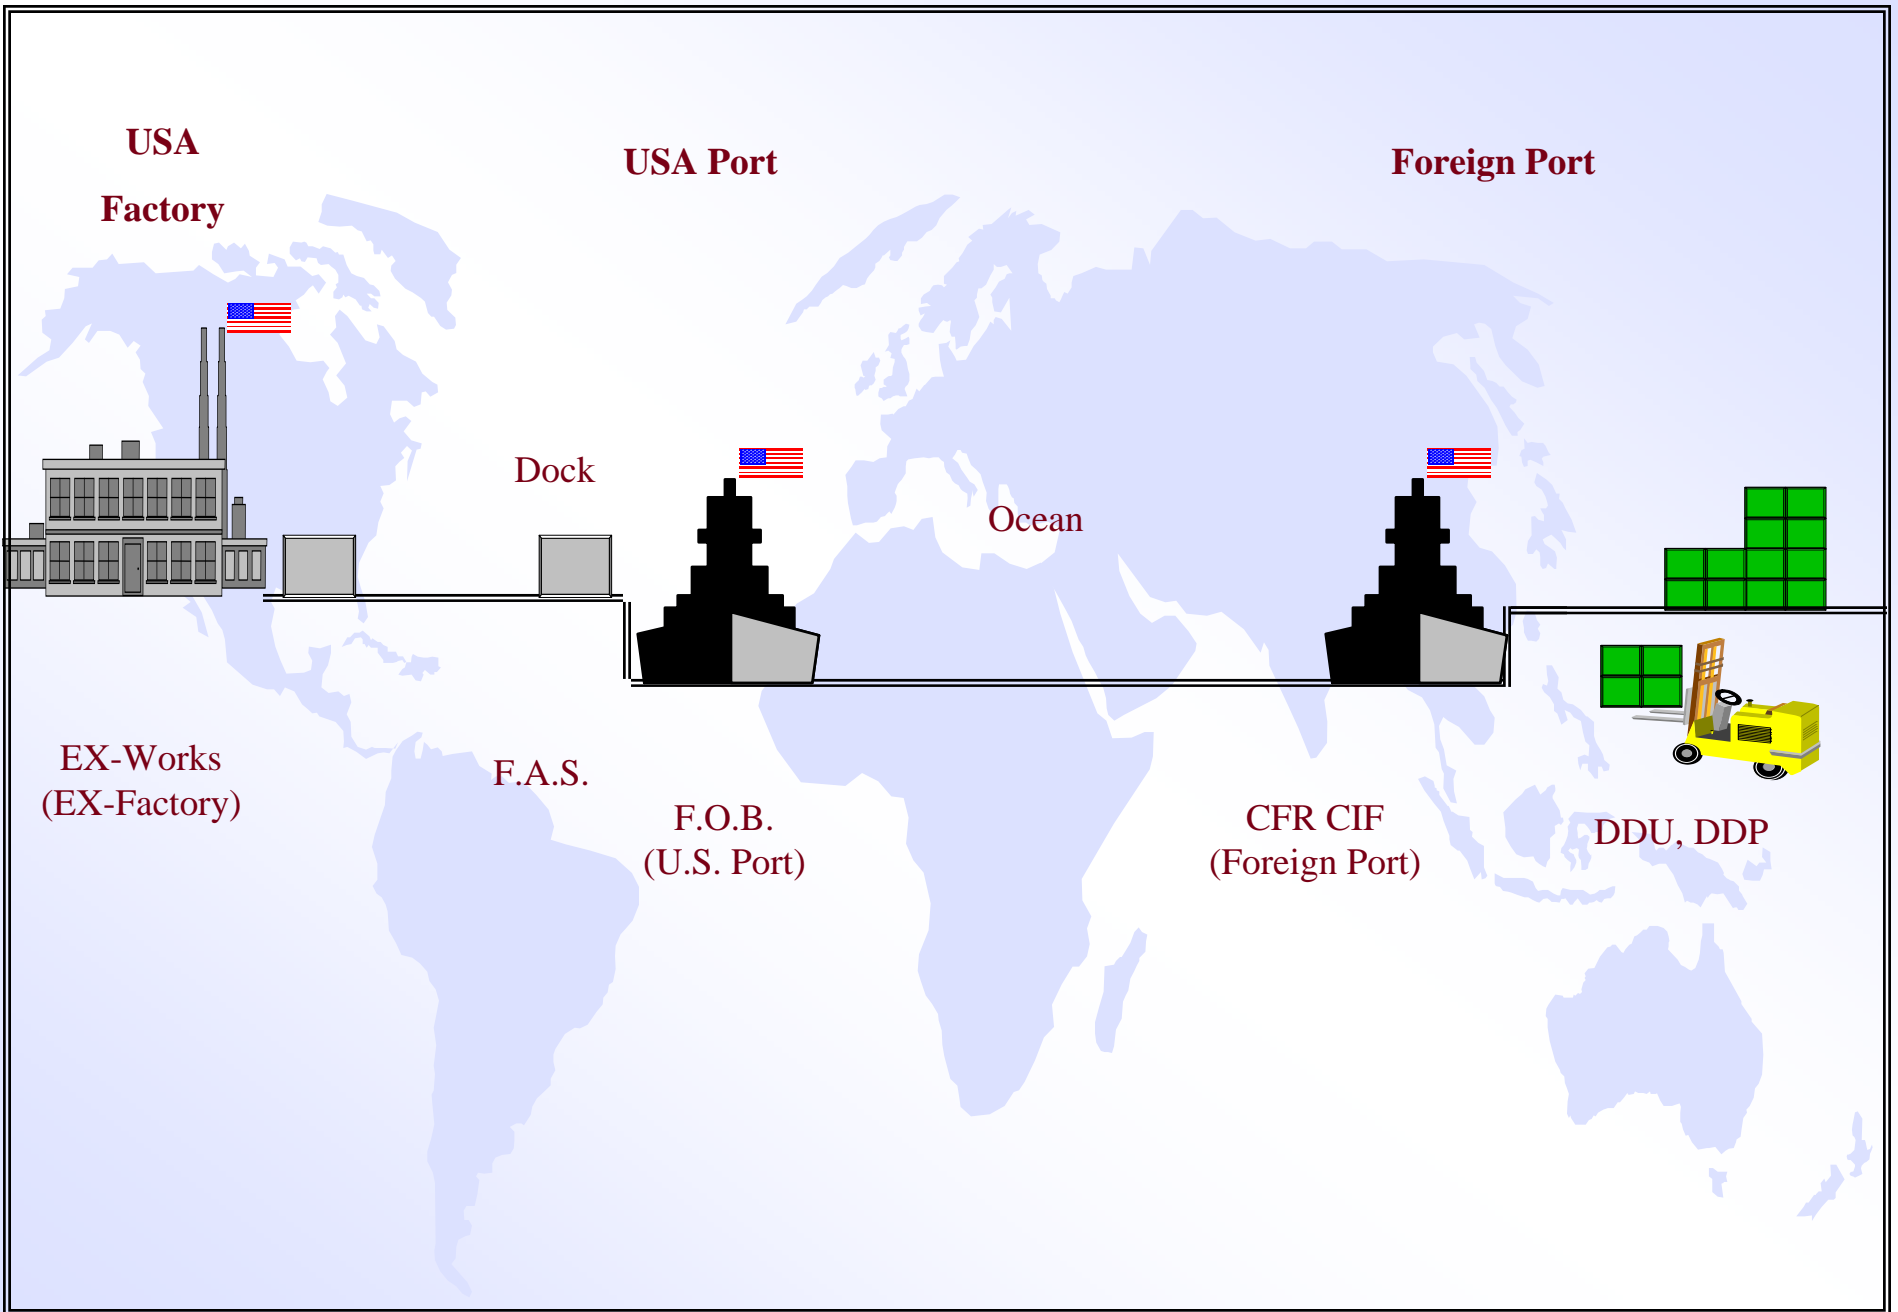 USA
Factory
USA Port
Foreign Port
Dock
Ocean
EX-Works
(EX-Factory)
F.A.S.
F.O.B.
(U.S. Port)
CFR CIF
(Foreign Port)
DDU, DDP